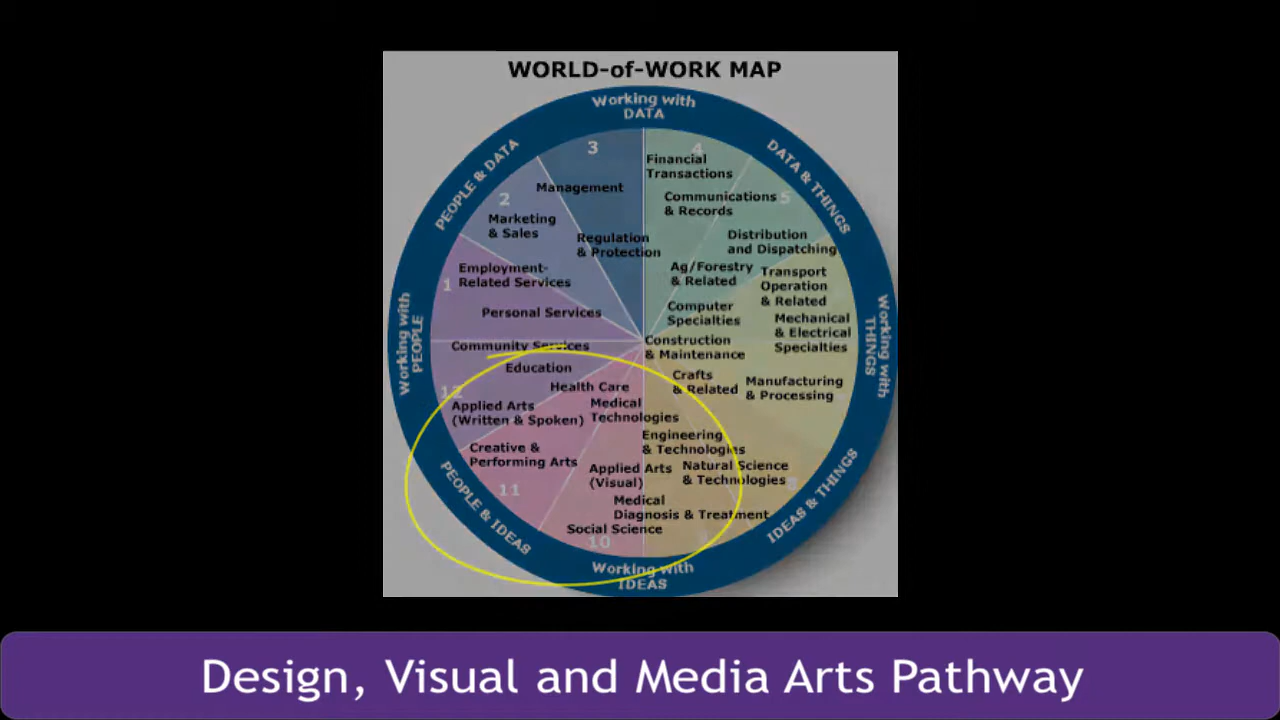 WORLD-of-WORK MAP
Working with
DATA
PEOPLE & DATA
DATA & THINGS
3
4
Financial
Transactions
Management
2
Communications
& Records
5
Marketing
& Sales
Regulation
& Protection
Distribution
and Dispatching
Employment-
Related Services
1
Ag/Forestry
& Related
Transport
Operation
& Related
Personal Services
Computer
Specialties
Mechanical
& Electrical
Specialties
Working with
PEOPLE
Working with
THINGS
Community Services
Construction
& Maintenance
Education
Health Care
Crafts
& Related
Manufacturing
& Processing
12
Applied Arts
(Written & Spoken)
Medical
Technologies
Engineering
& Technologies
Creative &
Performing Arts
Applied Arts
(Visual)
Natural Science
& Technologies
11
Medical
Diagnosis & Treatment
Social Science
10
PEOPLE & IDEAS
IDEAS & THINGS
Working with
IDEAS
Design, Visual and Media Arts Pathway